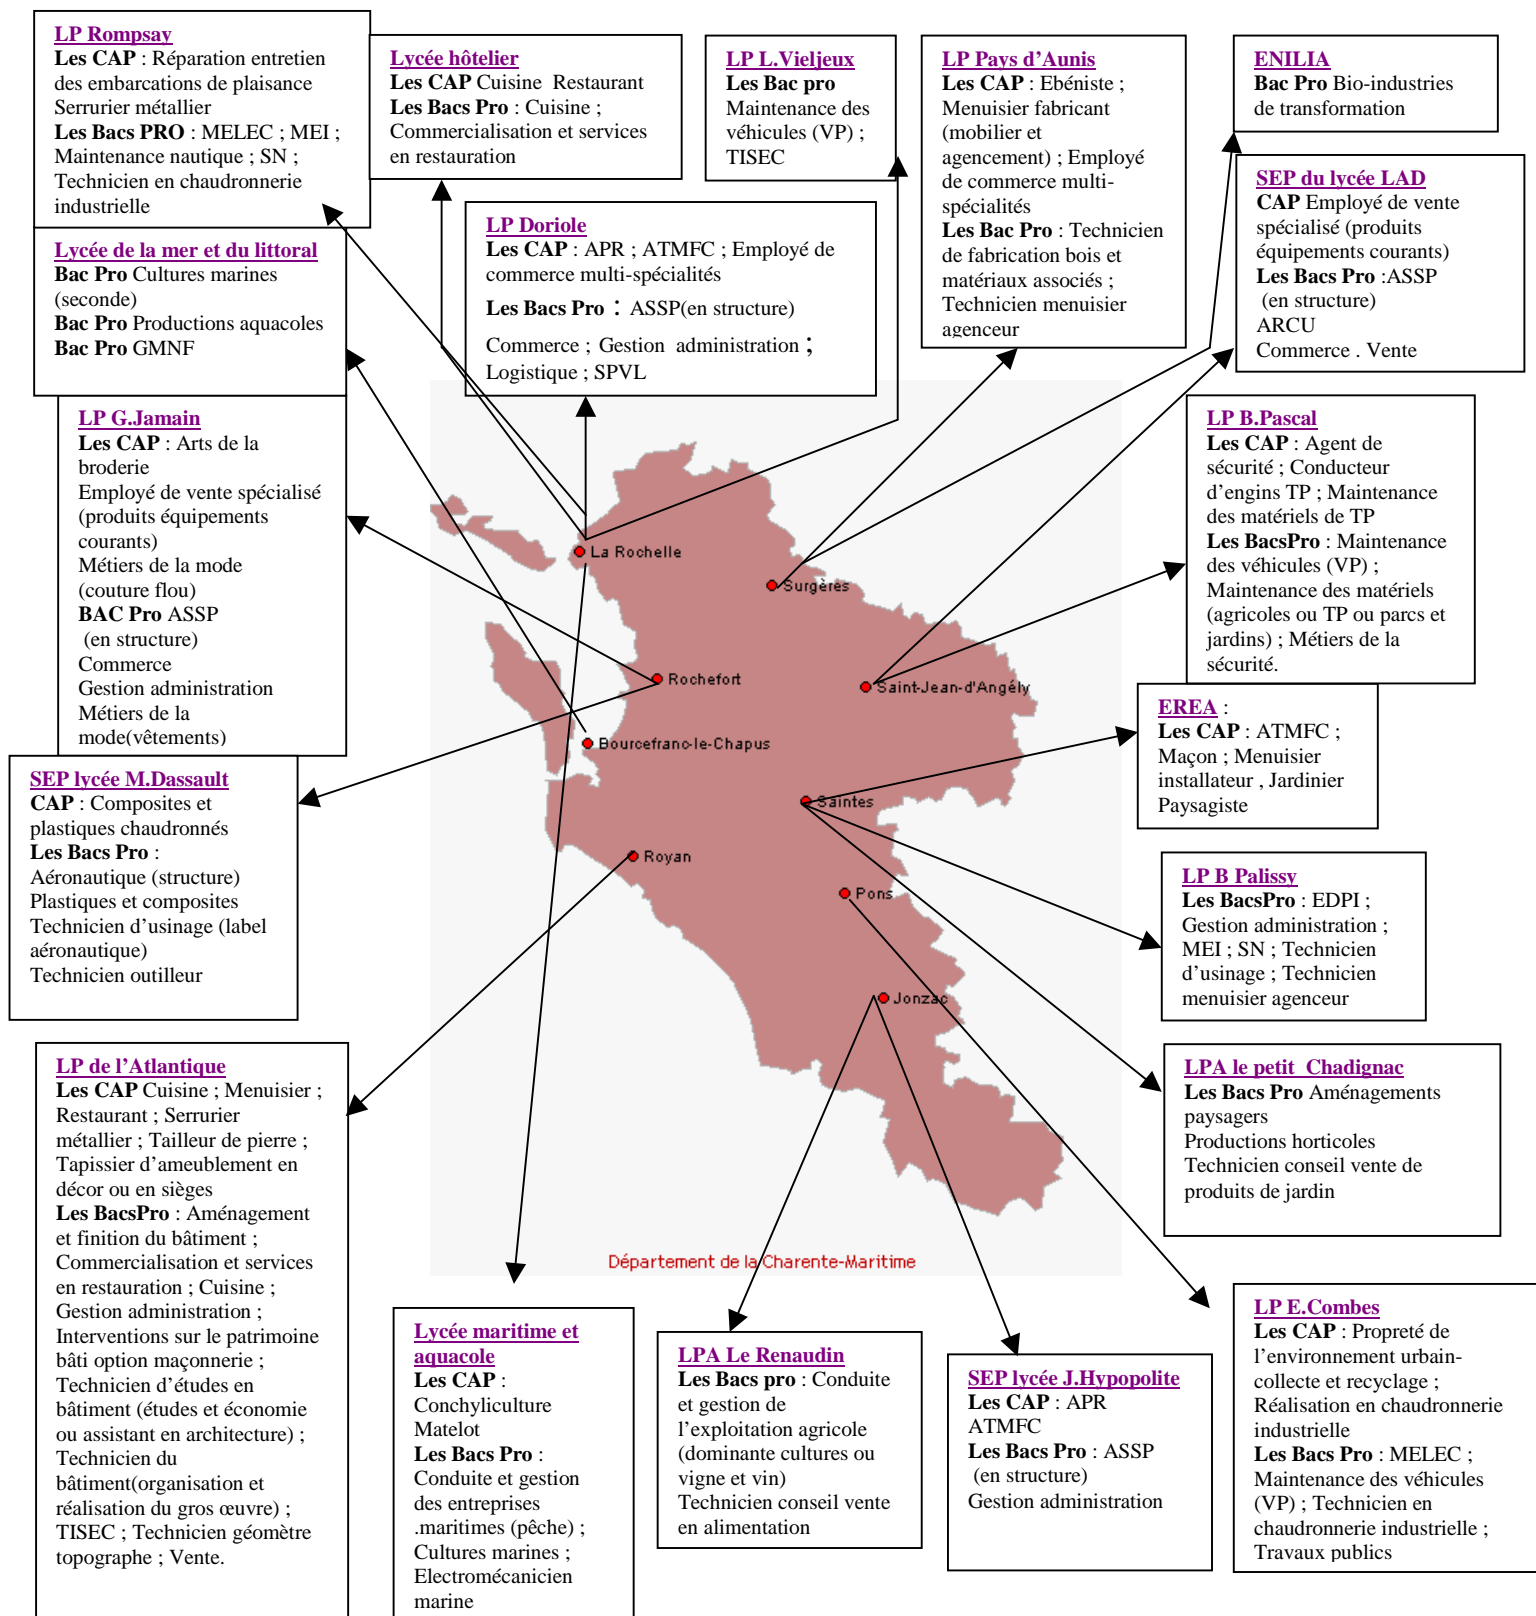 LP Rompsay
Les CAP : Réparation entretien
des embarcations de plaisance
Serrurier métallier
Les Bacs PRO : MELEC ; MEI ;
Maintenance nautique ; SN ;
Technicien en chaudronnerie
industrielle
Lycée hôtelier
Les CAP Cuisine Restaurant
Les Bacs Pro : Cuisine ;
Commercialisation et services
en restauration
LP L.Vieljeux
Les Bac pro
Maintenance des
véhicules (VP) ;
TISEC
LP Pays d'Aunis
Les CAP : Ebéniste ;
Menuisier fabricant
(mobilier et
agencement) ; Employé
de commerce multi-
spécialités
Les Bac Pro : Technicien
de fabrication bois et
matériaux associés ;
Technicien menuisier
agenceur
ENILIA
Bac Pro Bio-industries
de transformation
SEP du lycée LAD
CAP Employé de vente
spécialisé (produits
équipements courants)
Les Bacs Pro :ASSP
(en structure)
ARCU
Commerce . Vente
LP Doriole
Les CAP : APR ; ATMFC ; Employé de
commerce multi-spécialités
Les Bacs Pro : ASSP(en structure)
Commerce ; Gestion administration ;
Logistique ; SPVL
Lycée de la mer et du littoral
Bac Pro Cultures marines
(seconde)
Bac Pro Productions aquacoles
Bac Pro GMNF
LP G.Jamain
Les CAP : Arts de la
broderie
Employé de vente spécialisé
(produits équipements
courants)
Métiers de la mode
(couture flou)
BAC Pro ASSP
(en structure)
Commerce
Gestion administration
Métiers de la
mode(vêtements)
LP B.Pascal
Les CAP : Agent de
sécurité ; Conducteur
d'engins TP ; Maintenance
des matériels de TP
Les BacsPro : Maintenance
des véhicules (VP) ;
Maintenance des matériels
(agricoles ou TP ou parcs et
jardins) ; Métiers de la
sécurité.
La Rochelle
Surgères
Rochefort
Saint-Jean-d'Angély
Bourcefranc-le-Chapus
Saintes
Royan
Pons
Jonzac
Département de la Charente-Maritime
EREA :
Les CAP : ATMFC ;
Maçon ; Menuisier
installateur , Jardinier
Paysagiste
SEP lycée M.Dassault
CAP : Composites et
plastiques chaudronnés
Les Bacs Pro :
Aéronautique (structure)
Plastiques et composites
Technicien d'usinage (label
aéronautique)
Technicien outilleur
LP B Palissy
Les BacsPro : EDPI ;
Gestion administration ;
MEI ; SN ; Technicien
d'usinage ; Technicien
menuisier agenceur
LPA le petit Chadignac
Les Bacs Pro Aménagements
paysagers
Productions horticoles
Technicien conseil vente de
produits de jardin
LP de l'Atlantique
Les CAP Cuisine ; Menuisier ;
Restaurant ; Serrurier
métallier ; Tailleur de pierre ;
Tapissier d'ameublement en
décor ou en sièges
Les BacsPro : Aménagement
et finition du bâtiment ;
Commercialisation et services
en restauration ; Cuisine ;
Gestion administration ;
Interventions sur le patrimoine
bâti option maçonnerie ;
Technicien d'études en
bâtiment (études et économie
ou assistant en architecture) ;
Technicien du
bâtiment(organisation et
réalisation du gros œuvre) ;
TISEC ; Technicien géomètre
topographe ; Vente.
Lycée maritime et
aquacole
Les CAP :
Conchyliculture
Matelot
Les Bacs Pro :
Conduite et gestion
des entreprises
.maritimes (pêche) ;
Cultures marines ;
Electromécanicien
marine
LPA Le Renaudin
Les Bacs pro : Conduite
et gestion de
l'exploitation agricole
(dominante cultures ou
vigne et vin)
Technicien conseil vente
en alimentation
SEP lycée J.Hypopolite
Les CAP : APR
ATMFC
Les Bacs Pro : ASSP
(en structure)
Gestion administration
LP E.Combes
Les CAP : Propreté de
l'environnement urbain-
collecte et recyclage ;
Réalisation en chaudronnerie
industrielle
Les Bacs Pro : MELEC ;
Maintenance des véhicules
(VP) ; Technicien en
chaudronnerie industrielle ;
Travaux publics